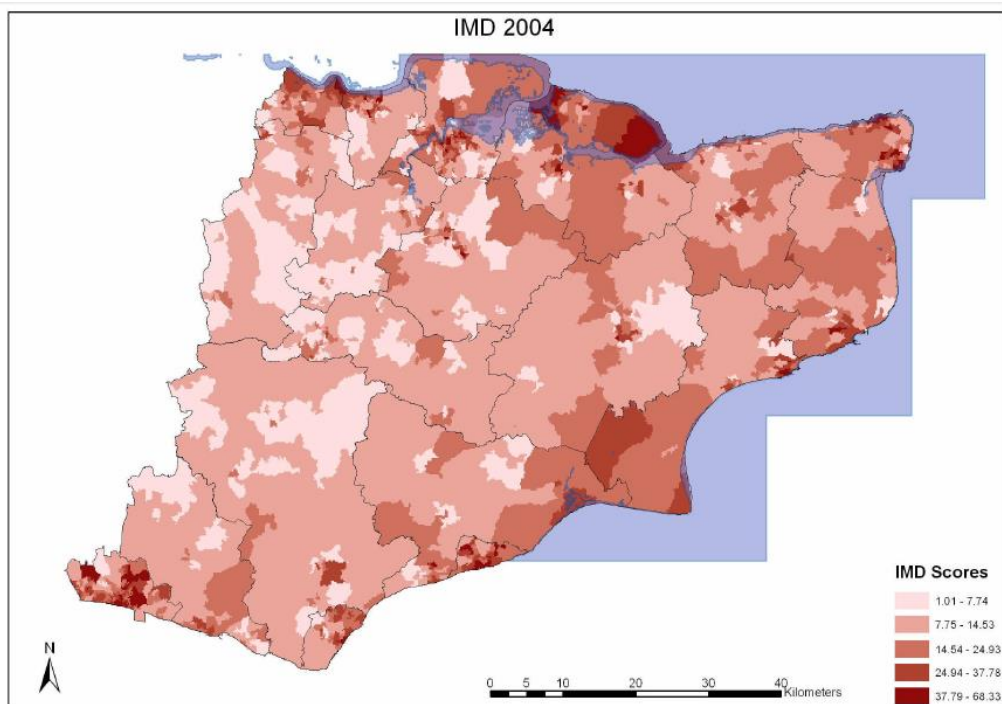 IMD 2004
IMD Scores
1.01 - 7.74
7.75 - 14.53
14.54 - 24.93
24.94 - 37.78
37.79 - 68.33
N
0 5 10 20 30 40
Kilometers